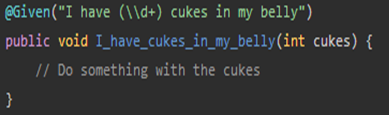 @Given("I have (\\d+) cukes in my belly")
public void I_have_cukes_in_my_belly(int cukes) {
    // Do something with the cukes
}